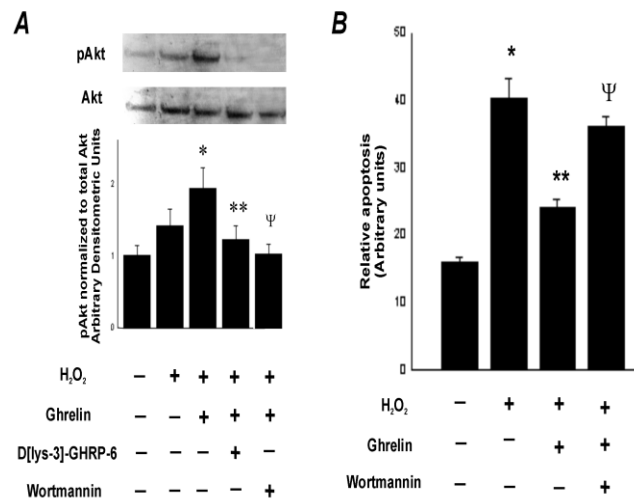 A
pAkt
Akt
pAkt normalized to total Akt
Arbitrary Densitometric Units
2
1
0
*
**
Ψ
H₂O₂ – + + + +
Ghrelin – – + + +
D[lys-3]-GHRP-6 – – – + –
Wortmannin – – – – +
B
Relative apoptosis
(Arbitrary units)
50
40
30
20
10
0
*
**
Ψ
H₂O₂ – + + +
Ghrelin – – + +
Wortmannin – – – +